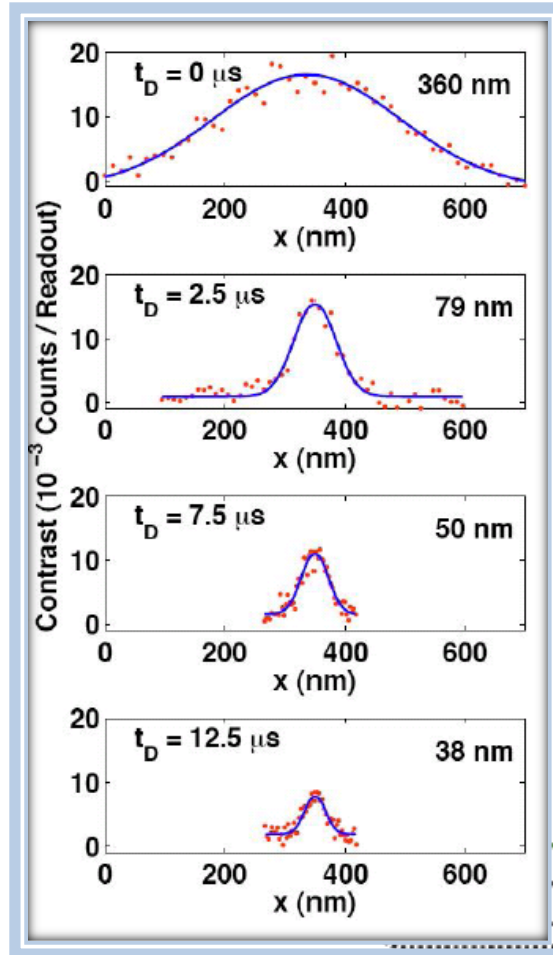 Contrast (10 ⁻³ Counts / Readout)
20
10
0
t_D = 0 μs
360 nm
0 200 400 600
x (nm)
20
10
0
t_D = 2.5 μs
79 nm
0 200 400 600
x (nm)
20
10
0
t_D = 7.5 μs
50 nm
0 200 400 600
x (nm)
20
10
0
t_D = 12.5 μs
38 nm
0 200 400 600
x (nm)